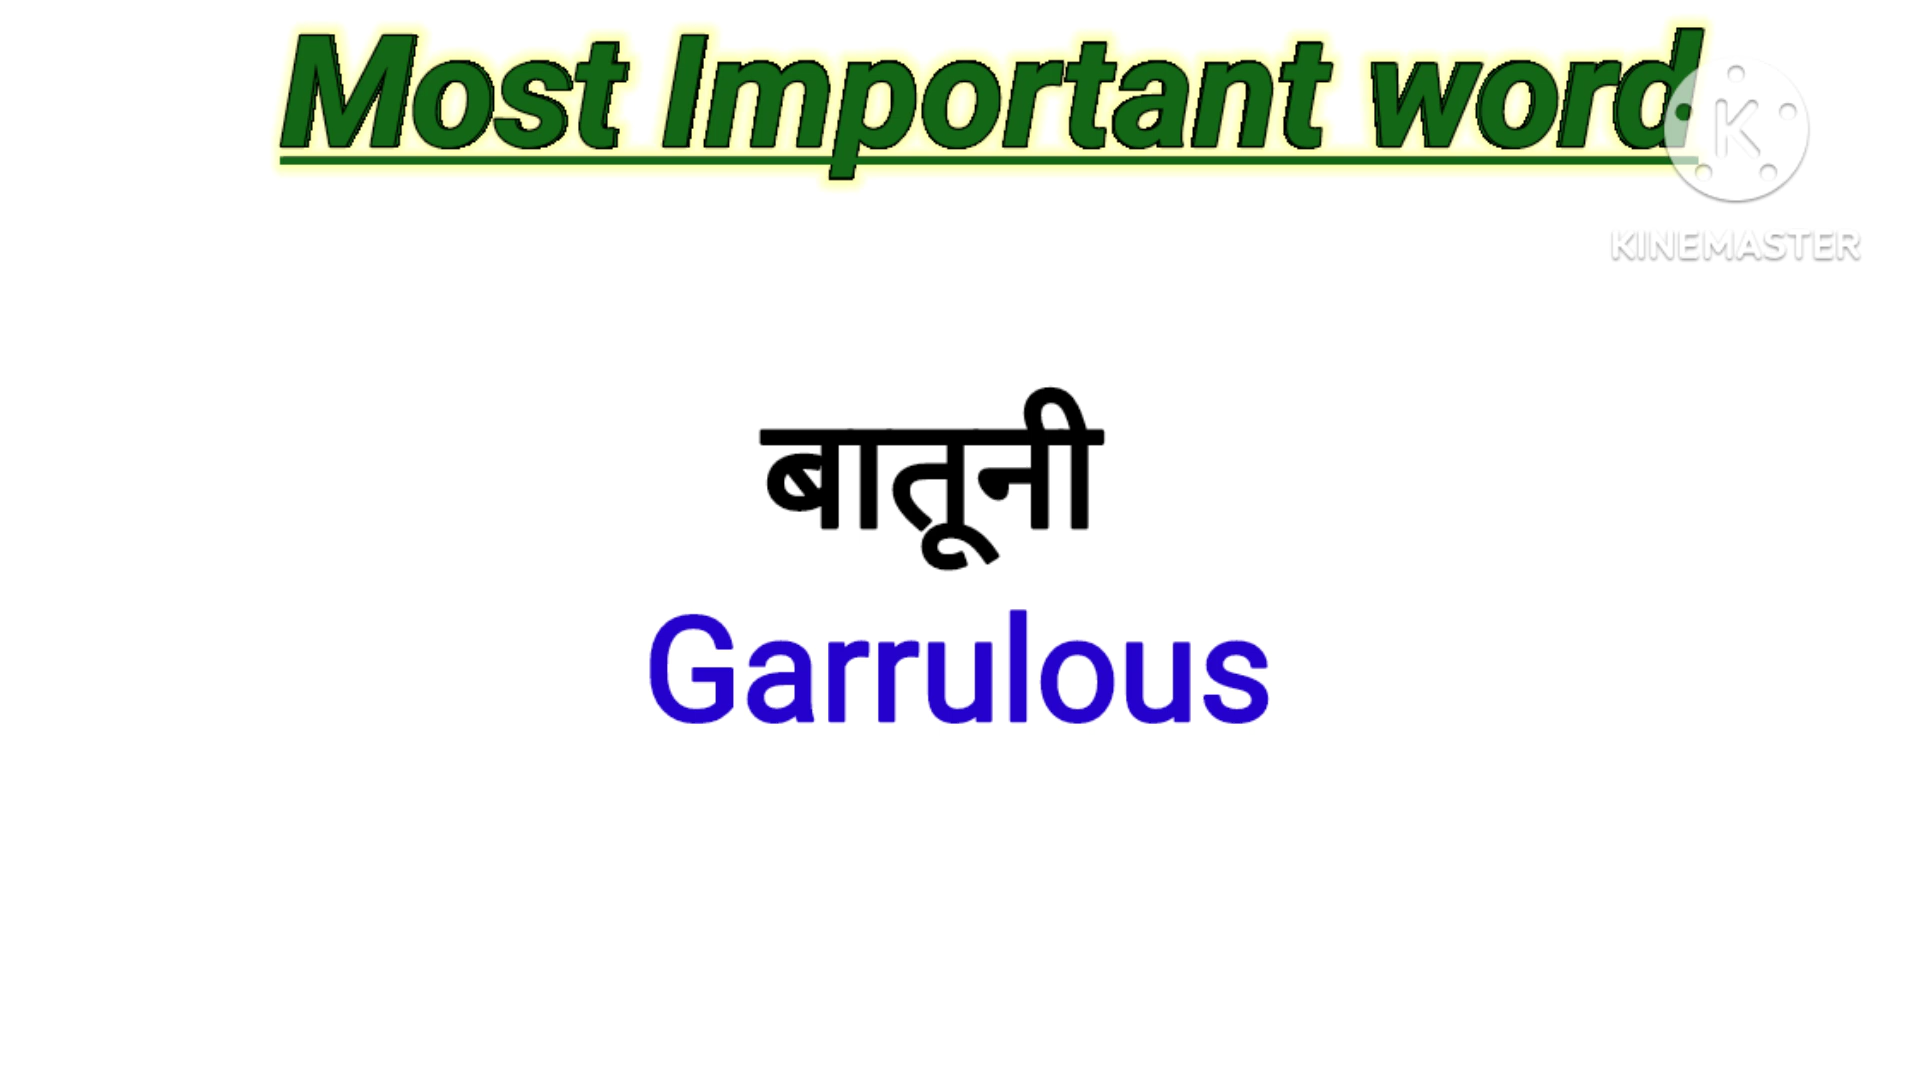 Most Important word
K
KINEMASTER
बातूनी
Garrulous